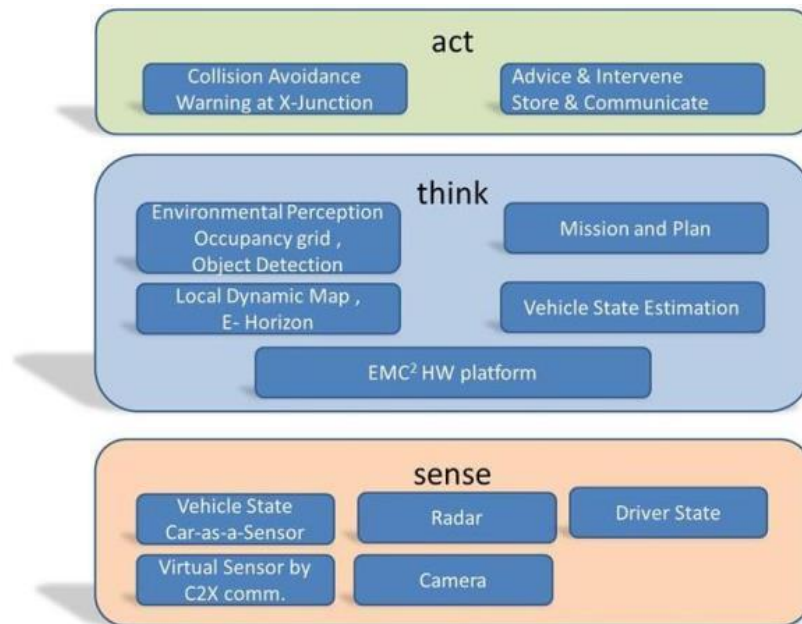 act
Collision Avoidance
Warning at X-Junction
Advice & Intervene
Store & Communicate
think
Environmental Perception
Occupancy grid ,
Object Detection
Mission and Plan
Local Dynamic Map ,
E- Horizon
Vehicle State Estimation
EMC² HW platform
sense
Vehicle State
Car-as-a-Sensor
Radar
Driver State
Virtual Sensor by
C2X comm.
Camera